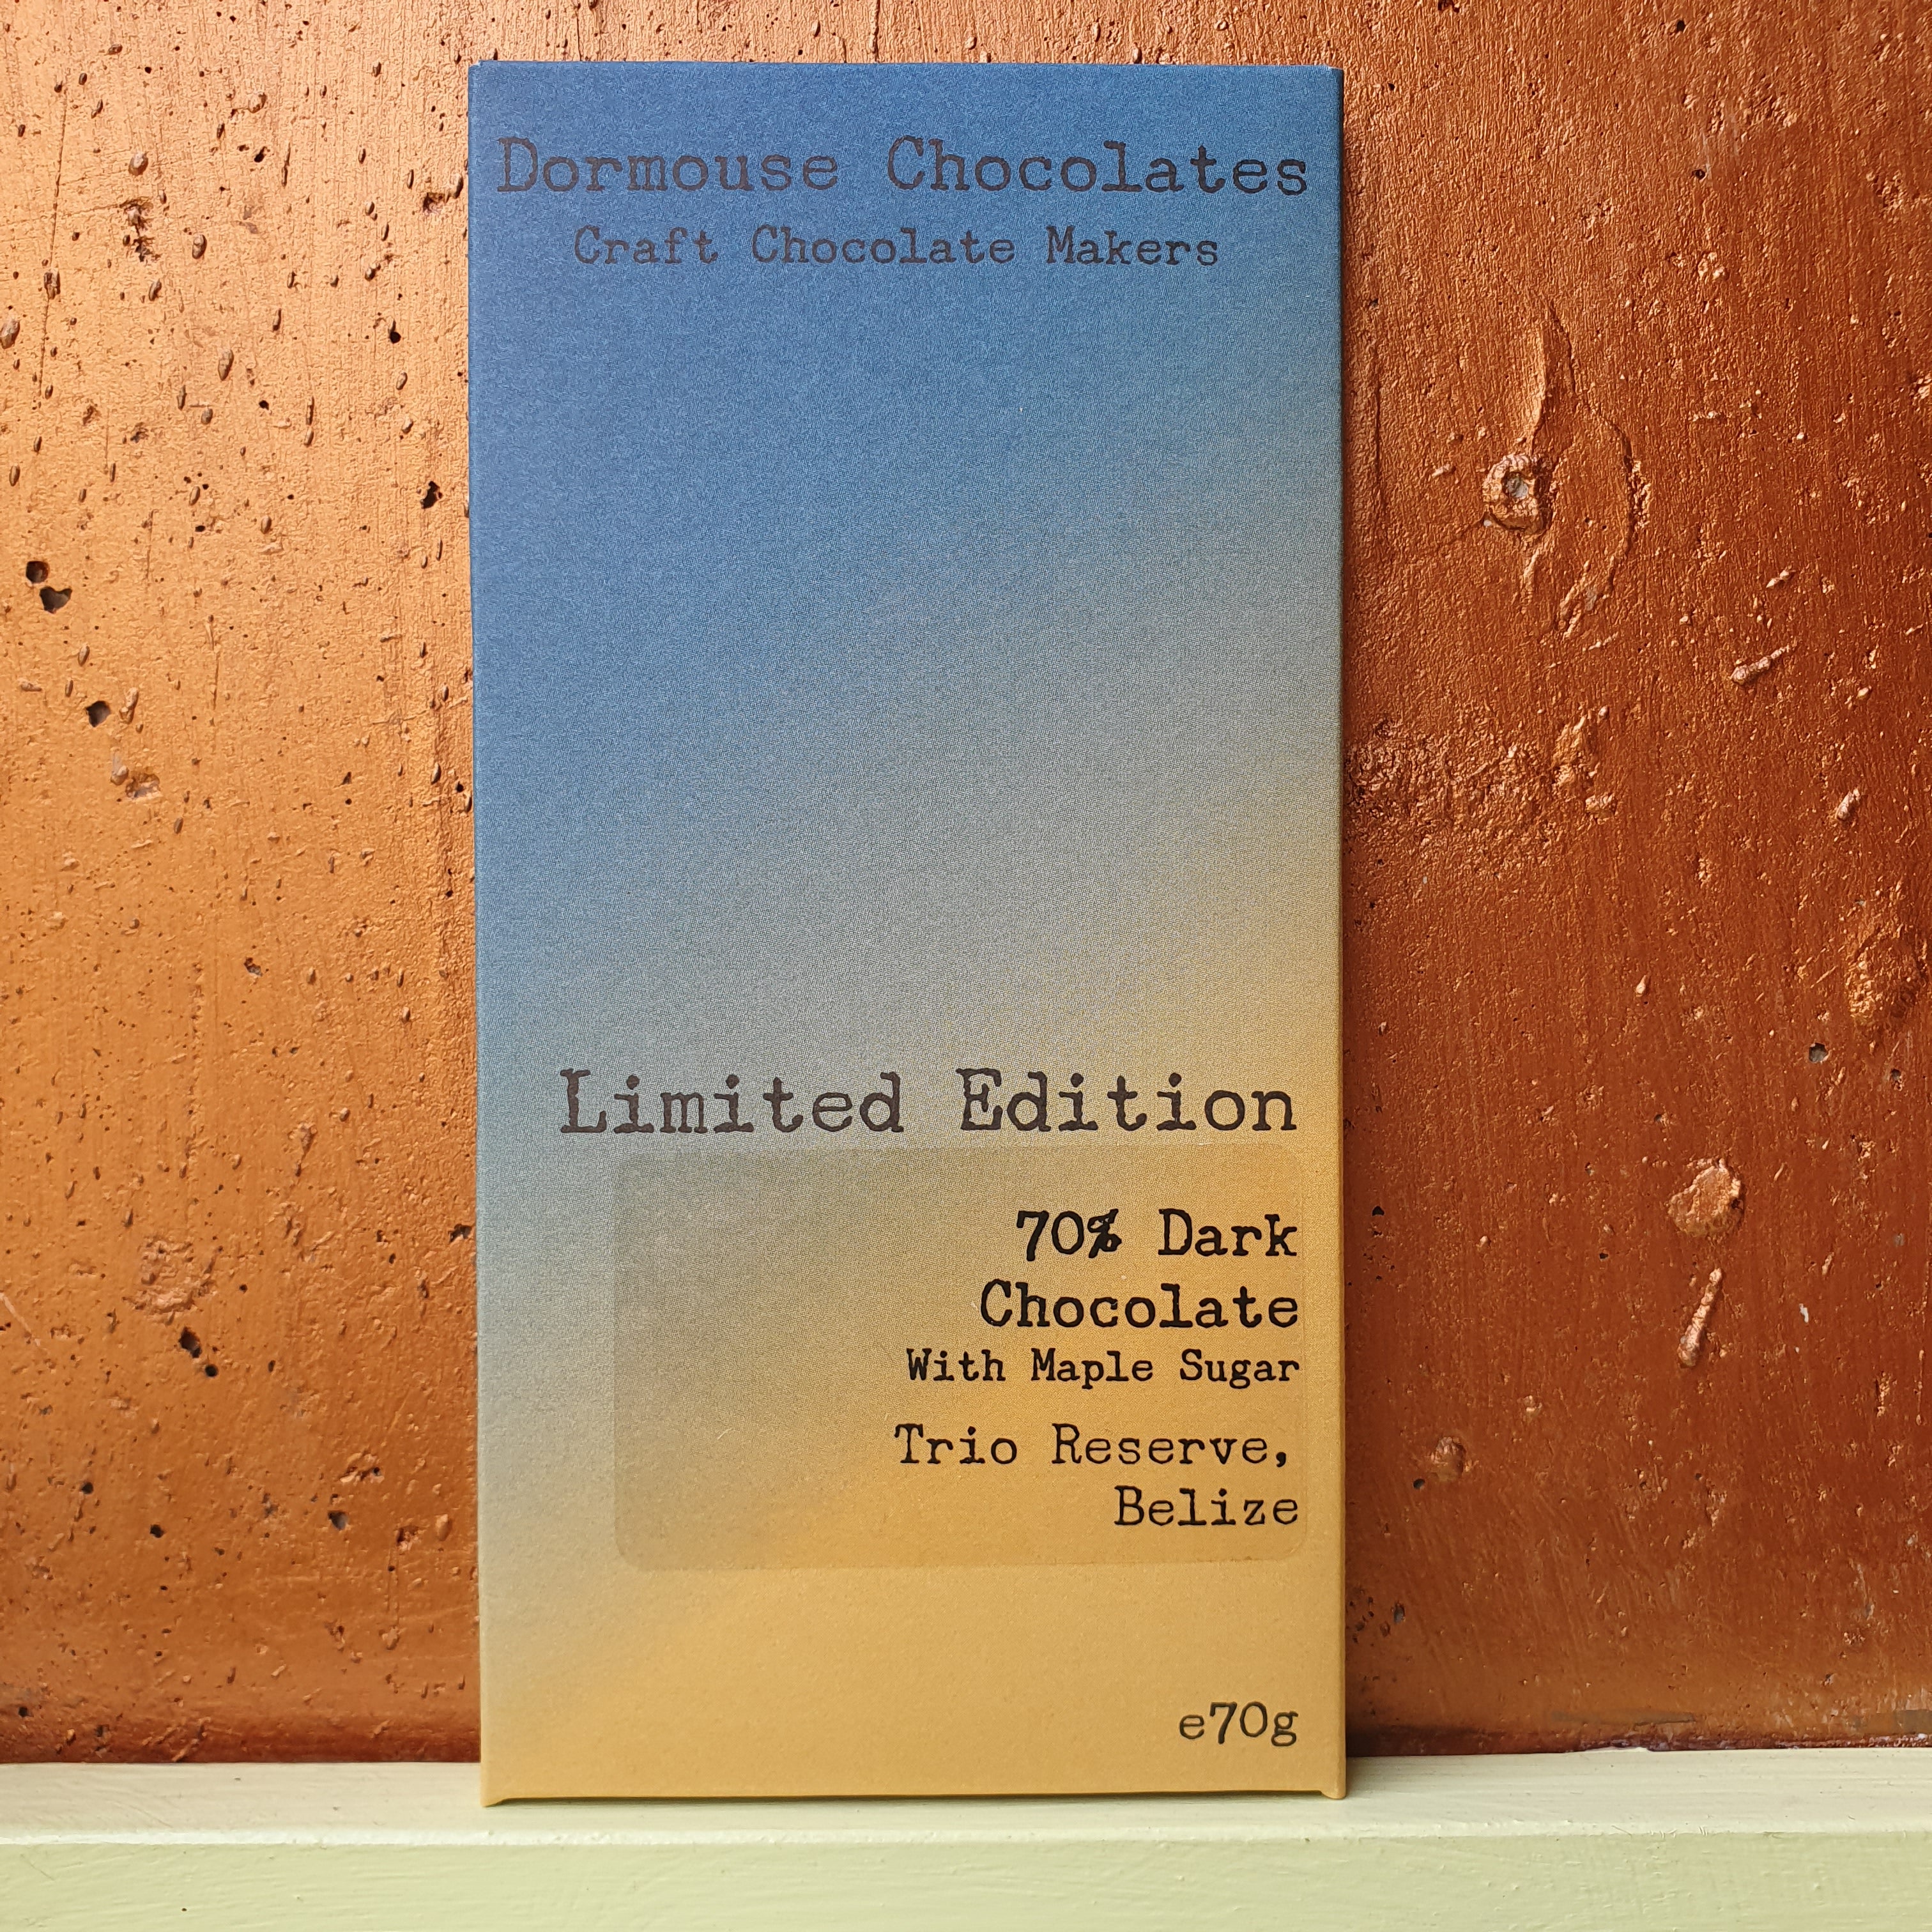 Dormouse Chocolates
Craft Chocolate Makers
Limited Edition
70% Dark
Chocolate
With Maple Sugar
Trio Reserve,
Belize
e70g